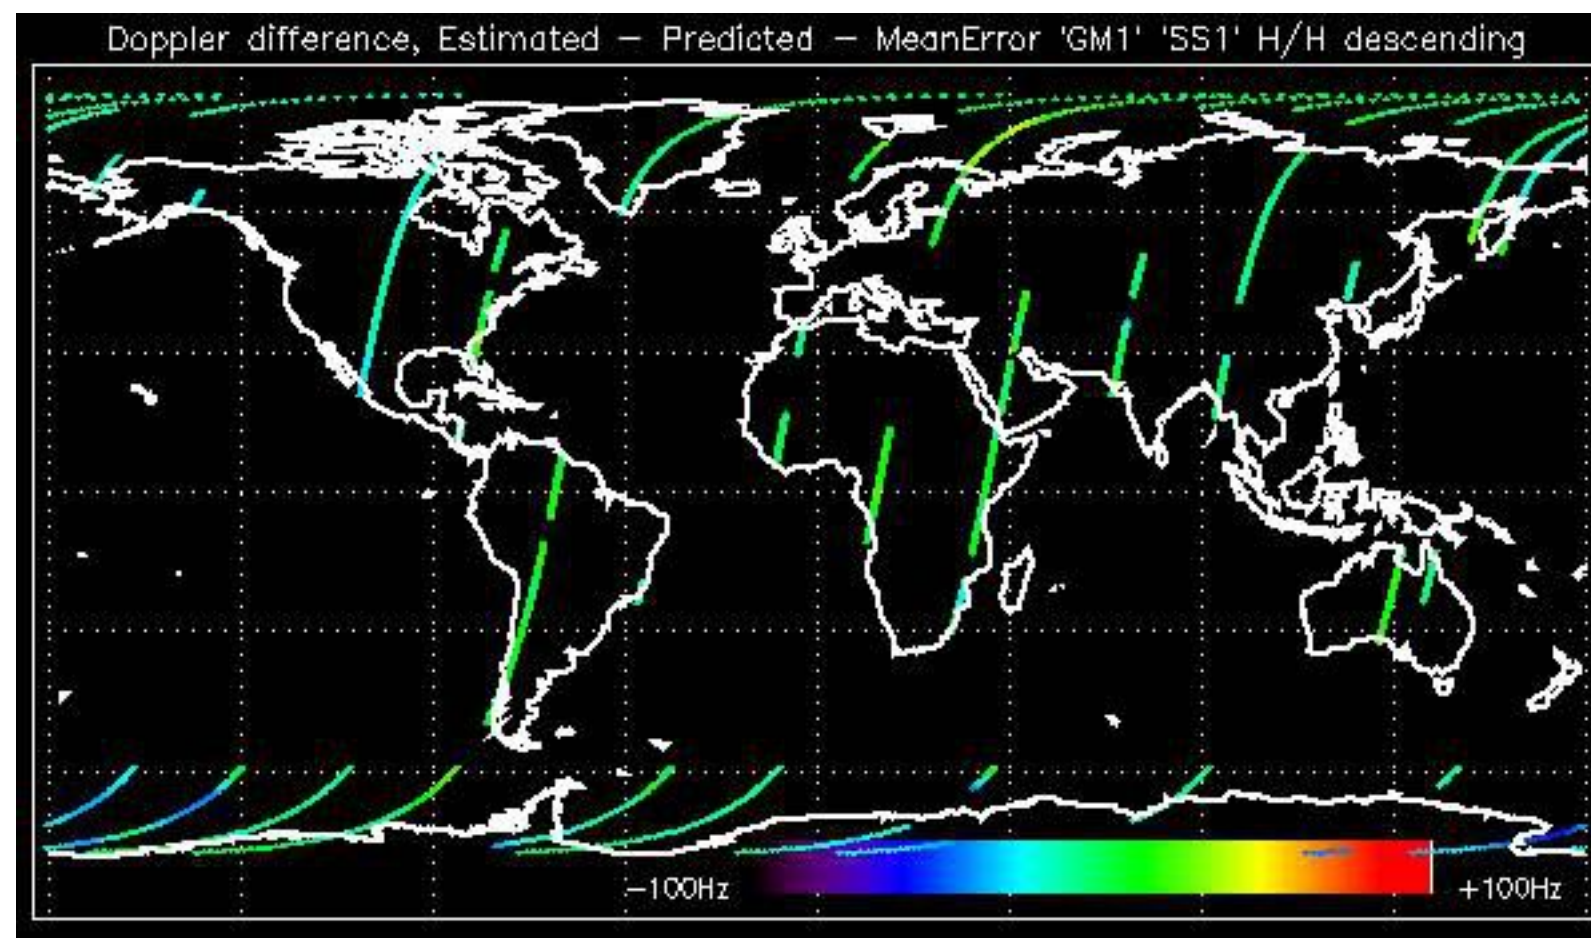 Doppler difference, Estimated – Predicted – MeanError 'GM1' 'SS1' H/H descending
–100Hz
+100Hz